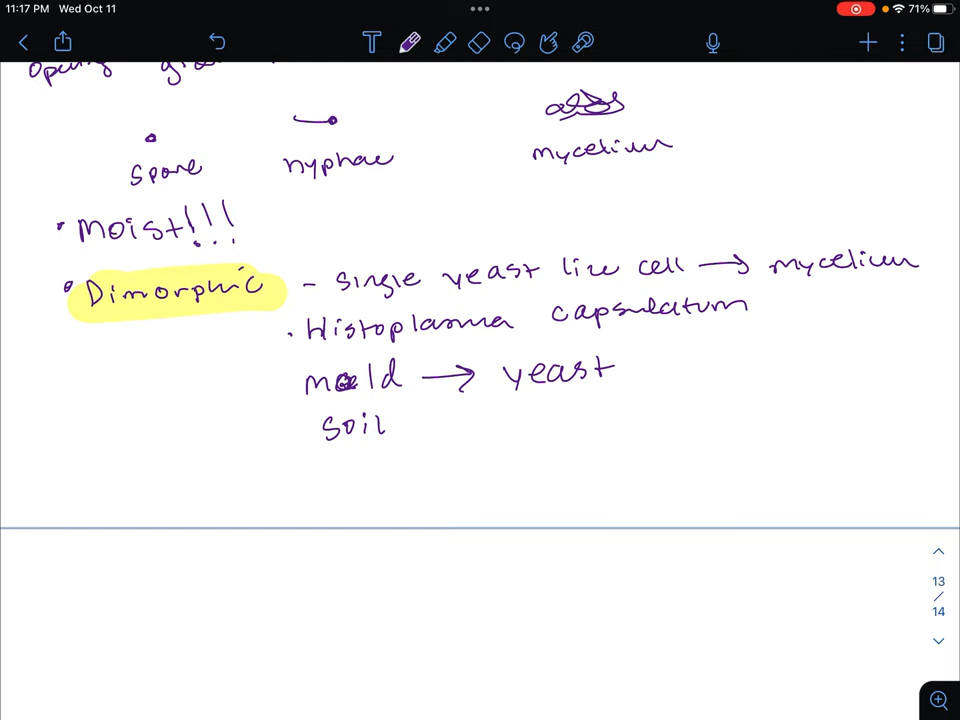 11:17 PM Wed Oct 11
71%
opening
spore hyphae mycelium
• Moist!!!
• Dimorphic - single yeast like cell → mycelium
• Histoplasma capsulatum
mold → yeast
soil
13
/
14